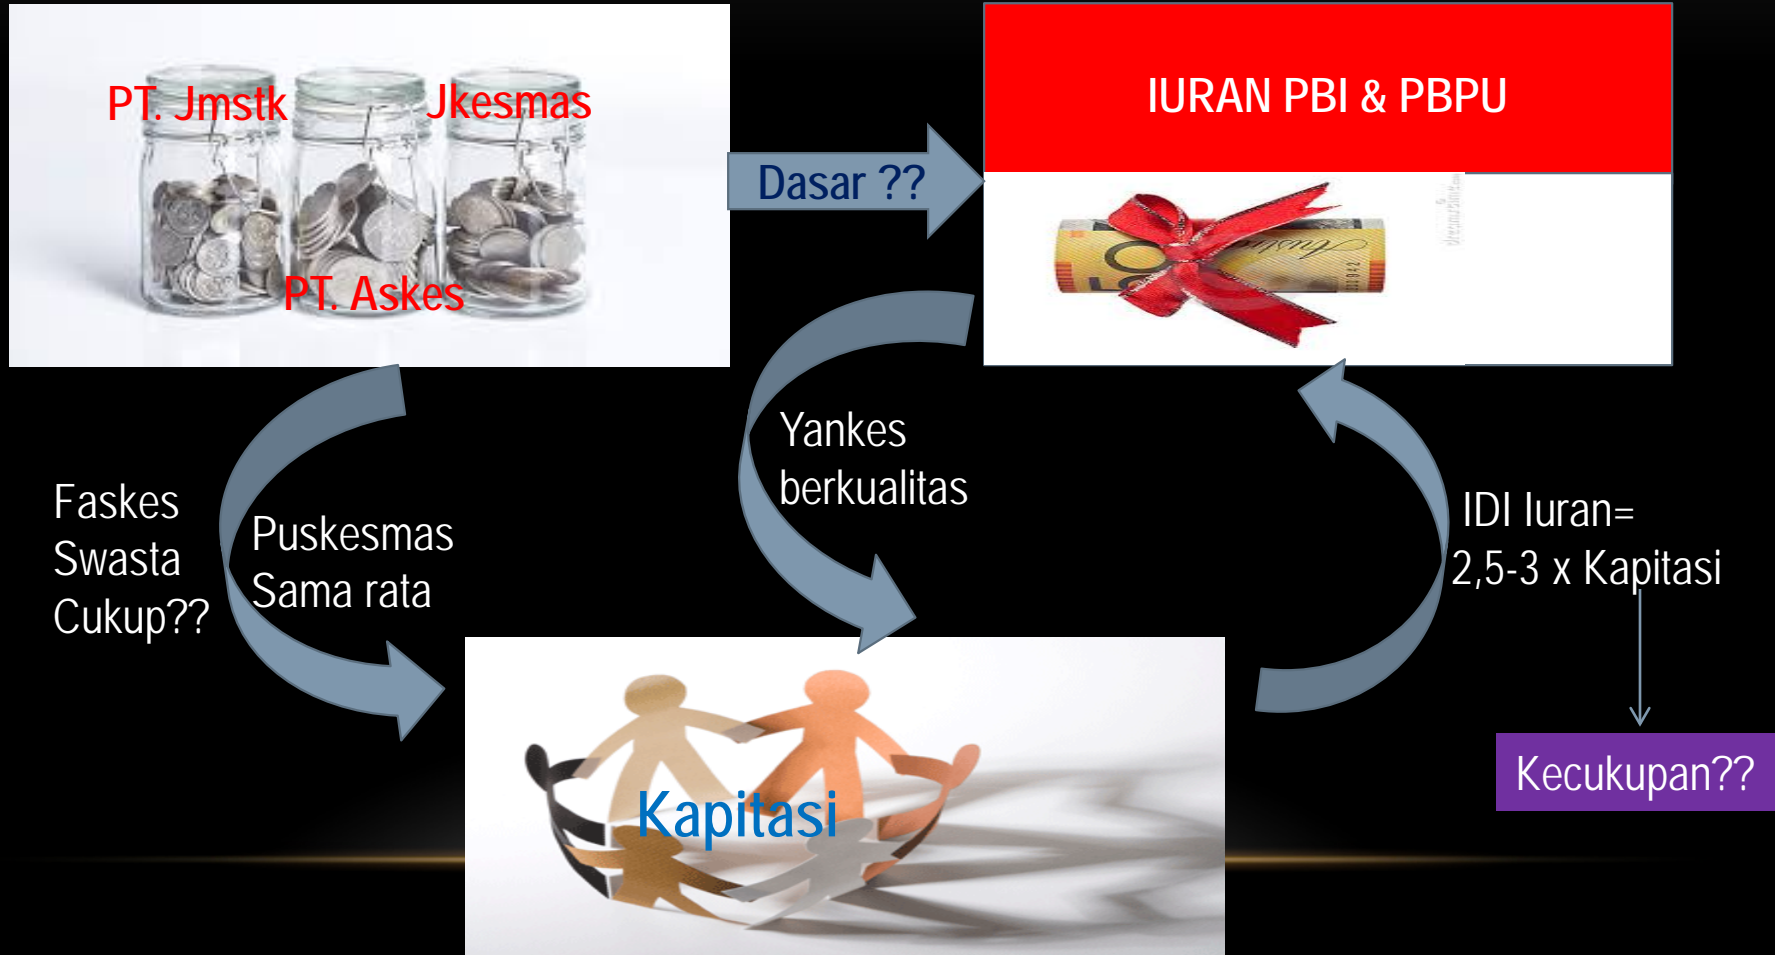 PT. Jmstk
Jkesmas
PT. Askes
Dasar ??
IURAN PBI & PBPU
Yankes
berkualitas
Faskes
Swasta
Cukup??
Puskesmas
Sama rata
IDI Iuran=
2,5-3 x Kapitasi
Kecukupan??
Kapitasi